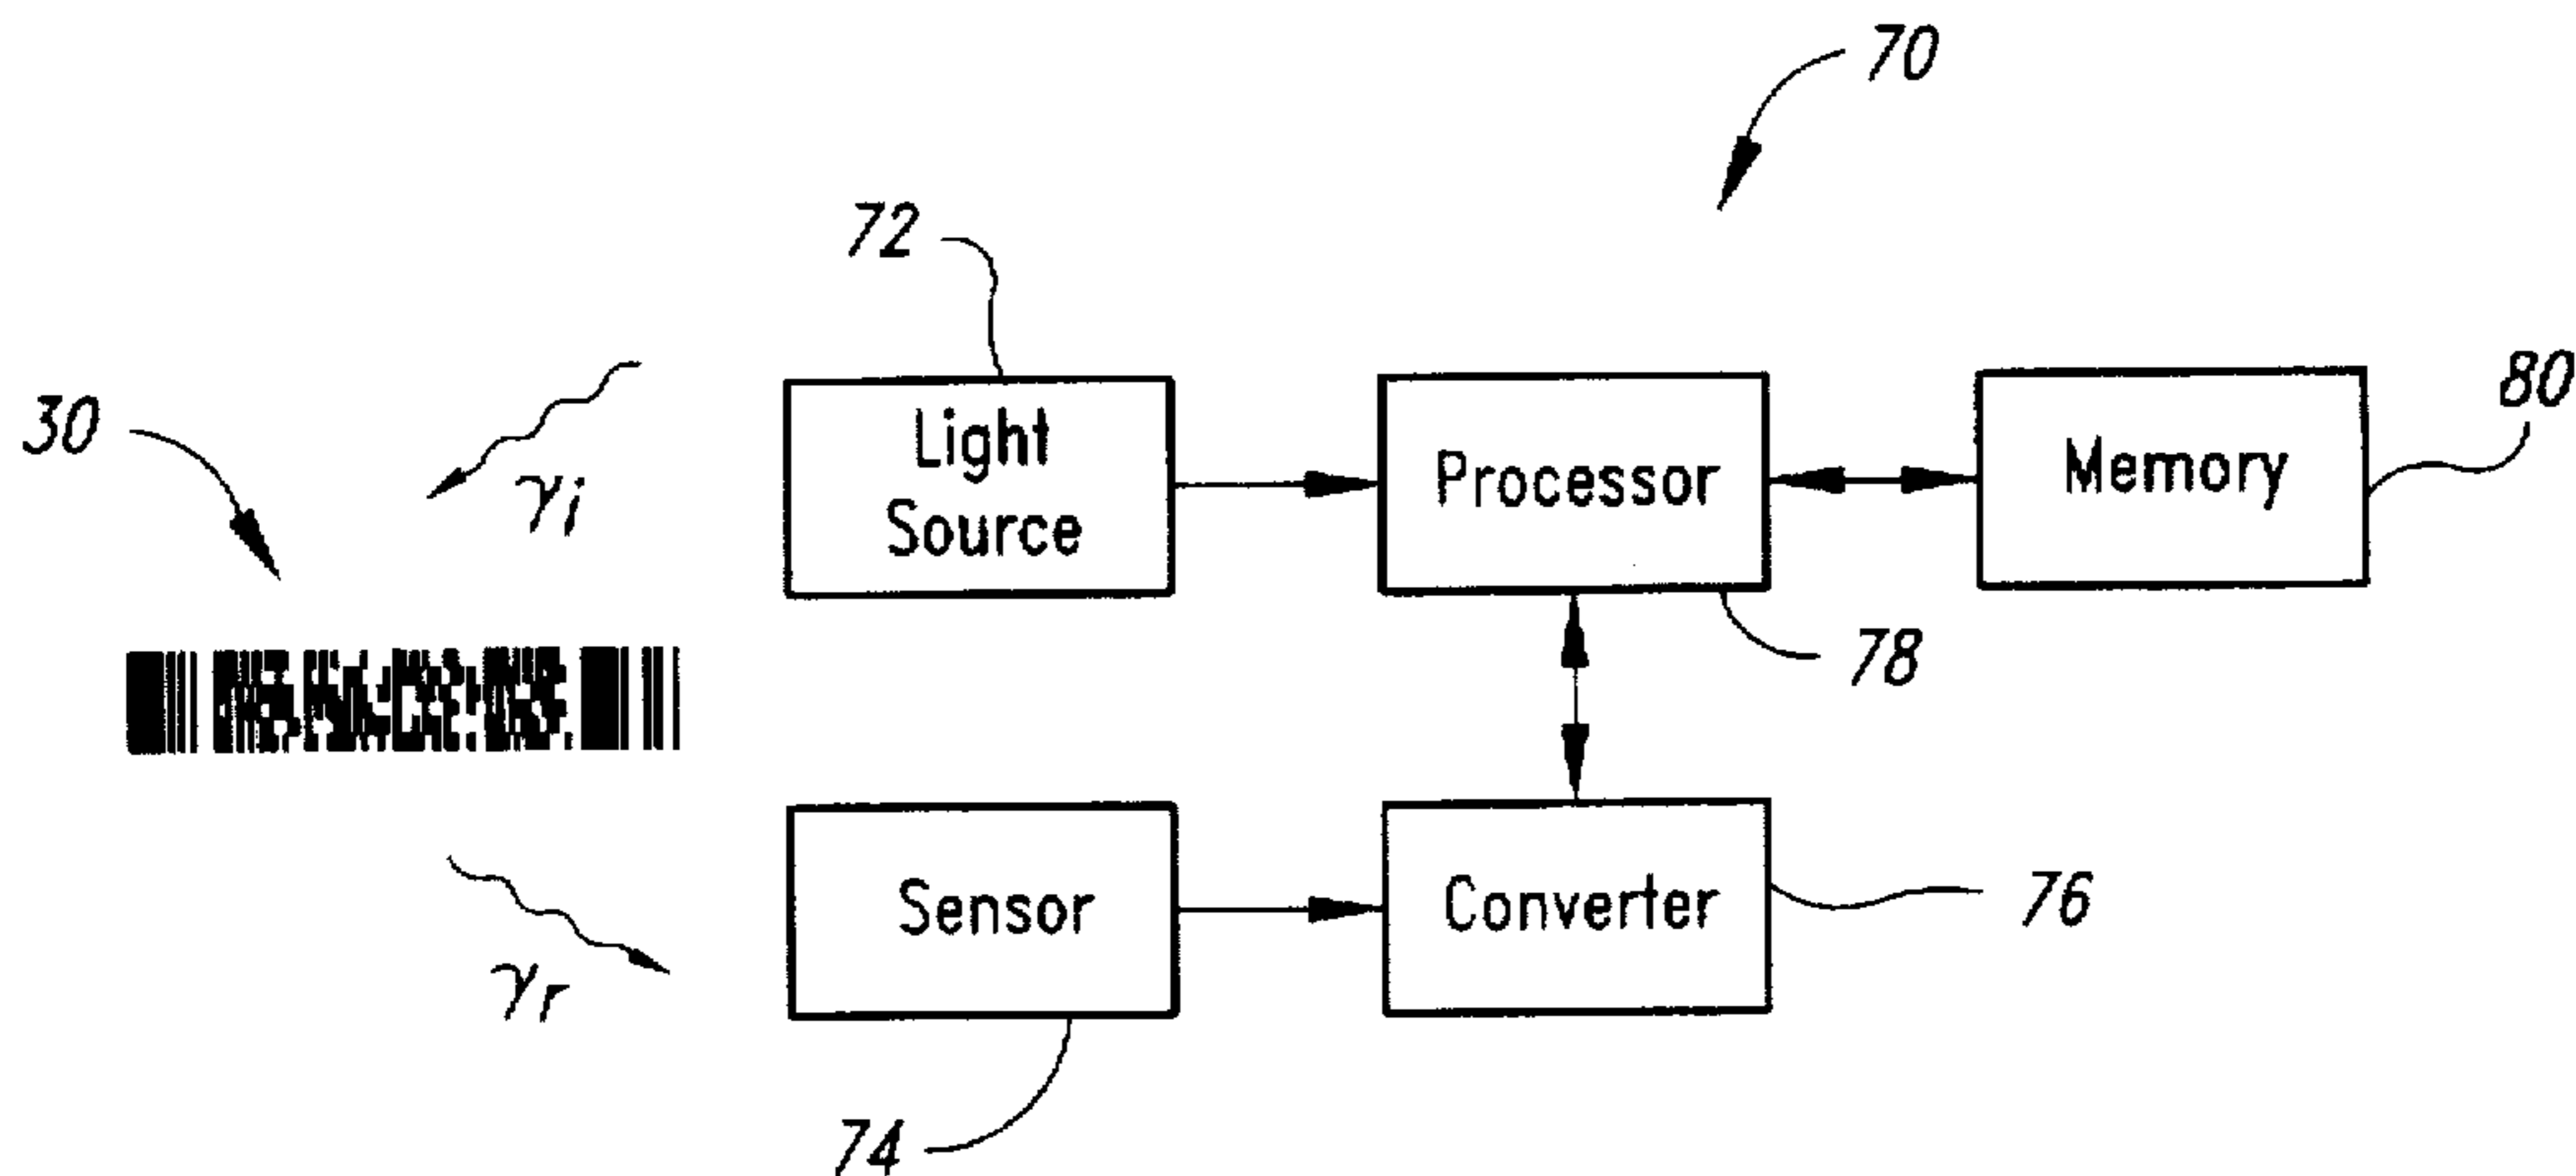 70
72
30
γi
Light
Source
Processor
Memory
80
78
Sensor
Converter
76
γr
74